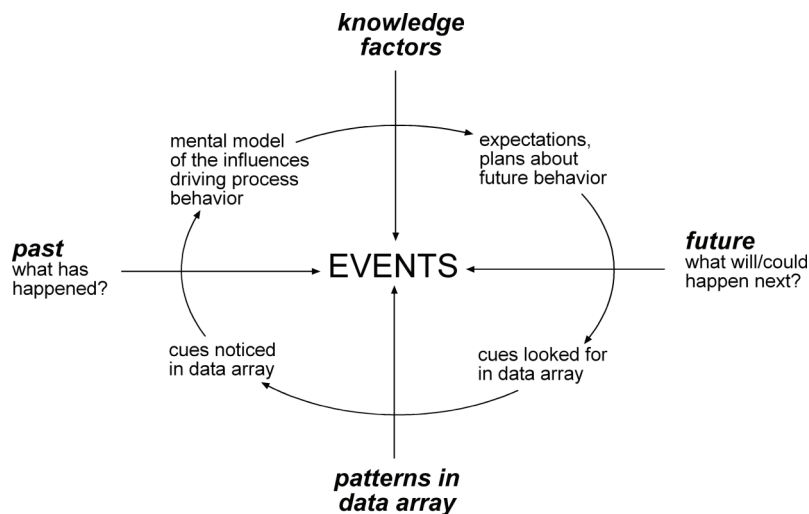 knowledge
factors
mental model
of the influences
driving process
behavior
expectations,
plans about
future behavior
past
what has
happened?
EVENTS
future
what will/could
happen next?
cues noticed
in data array
cues looked for
in data array
patterns in
data array